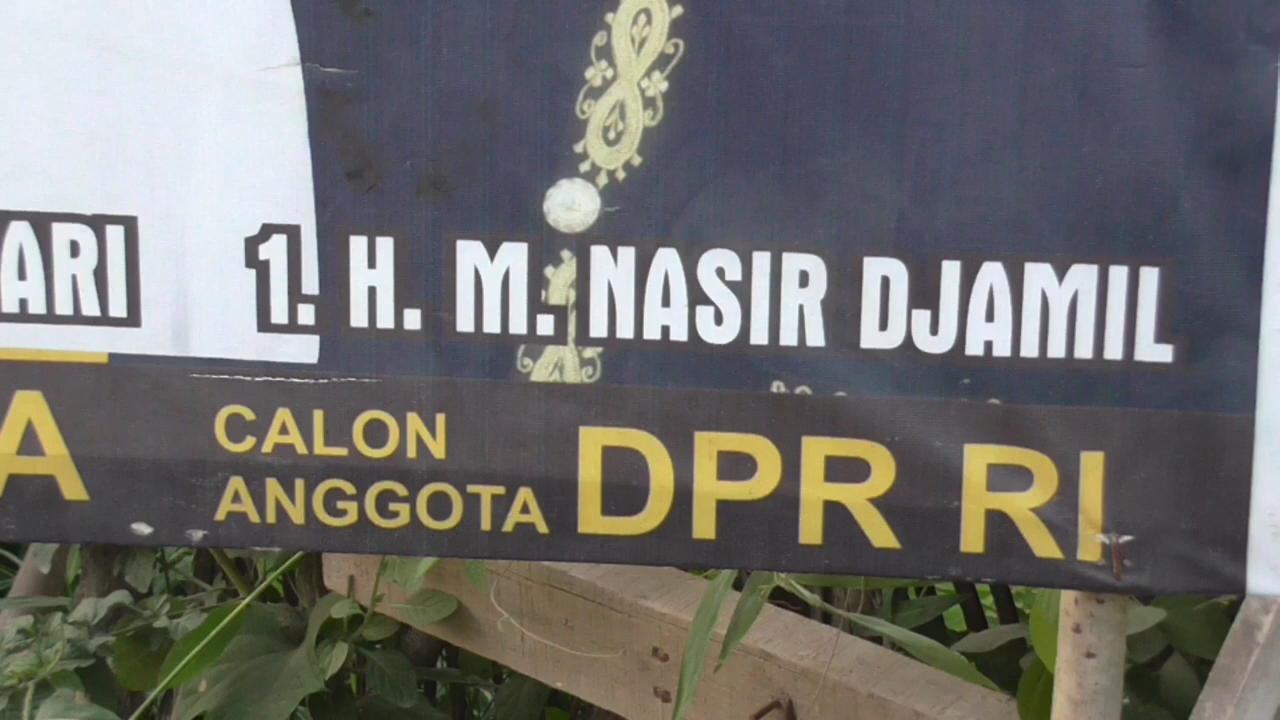 ARI
1. H. M. NASIR DJAMIL
A
CALON
ANGGOTA
DPR RI